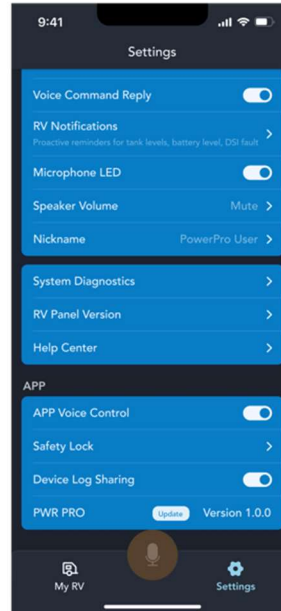 9:41
Settings
Voice Command Reply
RV Notifications
Proactive reminders for tank levels, battery level, DSI fault
Microphone LED
Speaker Volume Mute
Nickname PowerPro User
System Diagnostics
RV Panel Version
Help Center
APP
APP Voice Control
Safety Lock
Device Log Sharing
PWR PRO Update Version 1.0.0
My RV Settings